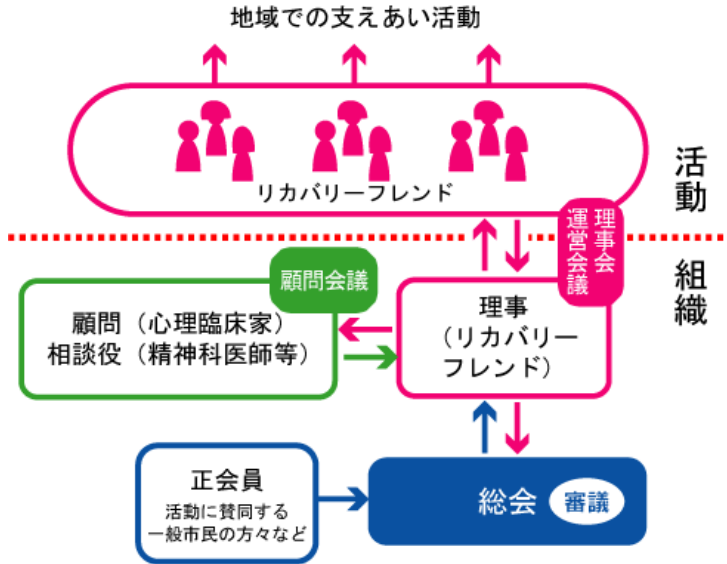 地域での支えあい活動
リカバリーフレンド
活動
理事会
運営会議
組織
顧問会議
顧問（心理臨床家）
相談役（精神科医師等）
理事
（リカバリー
フレンド）
正会員
活動に賛同する
一般市民の方々など
総会
審議